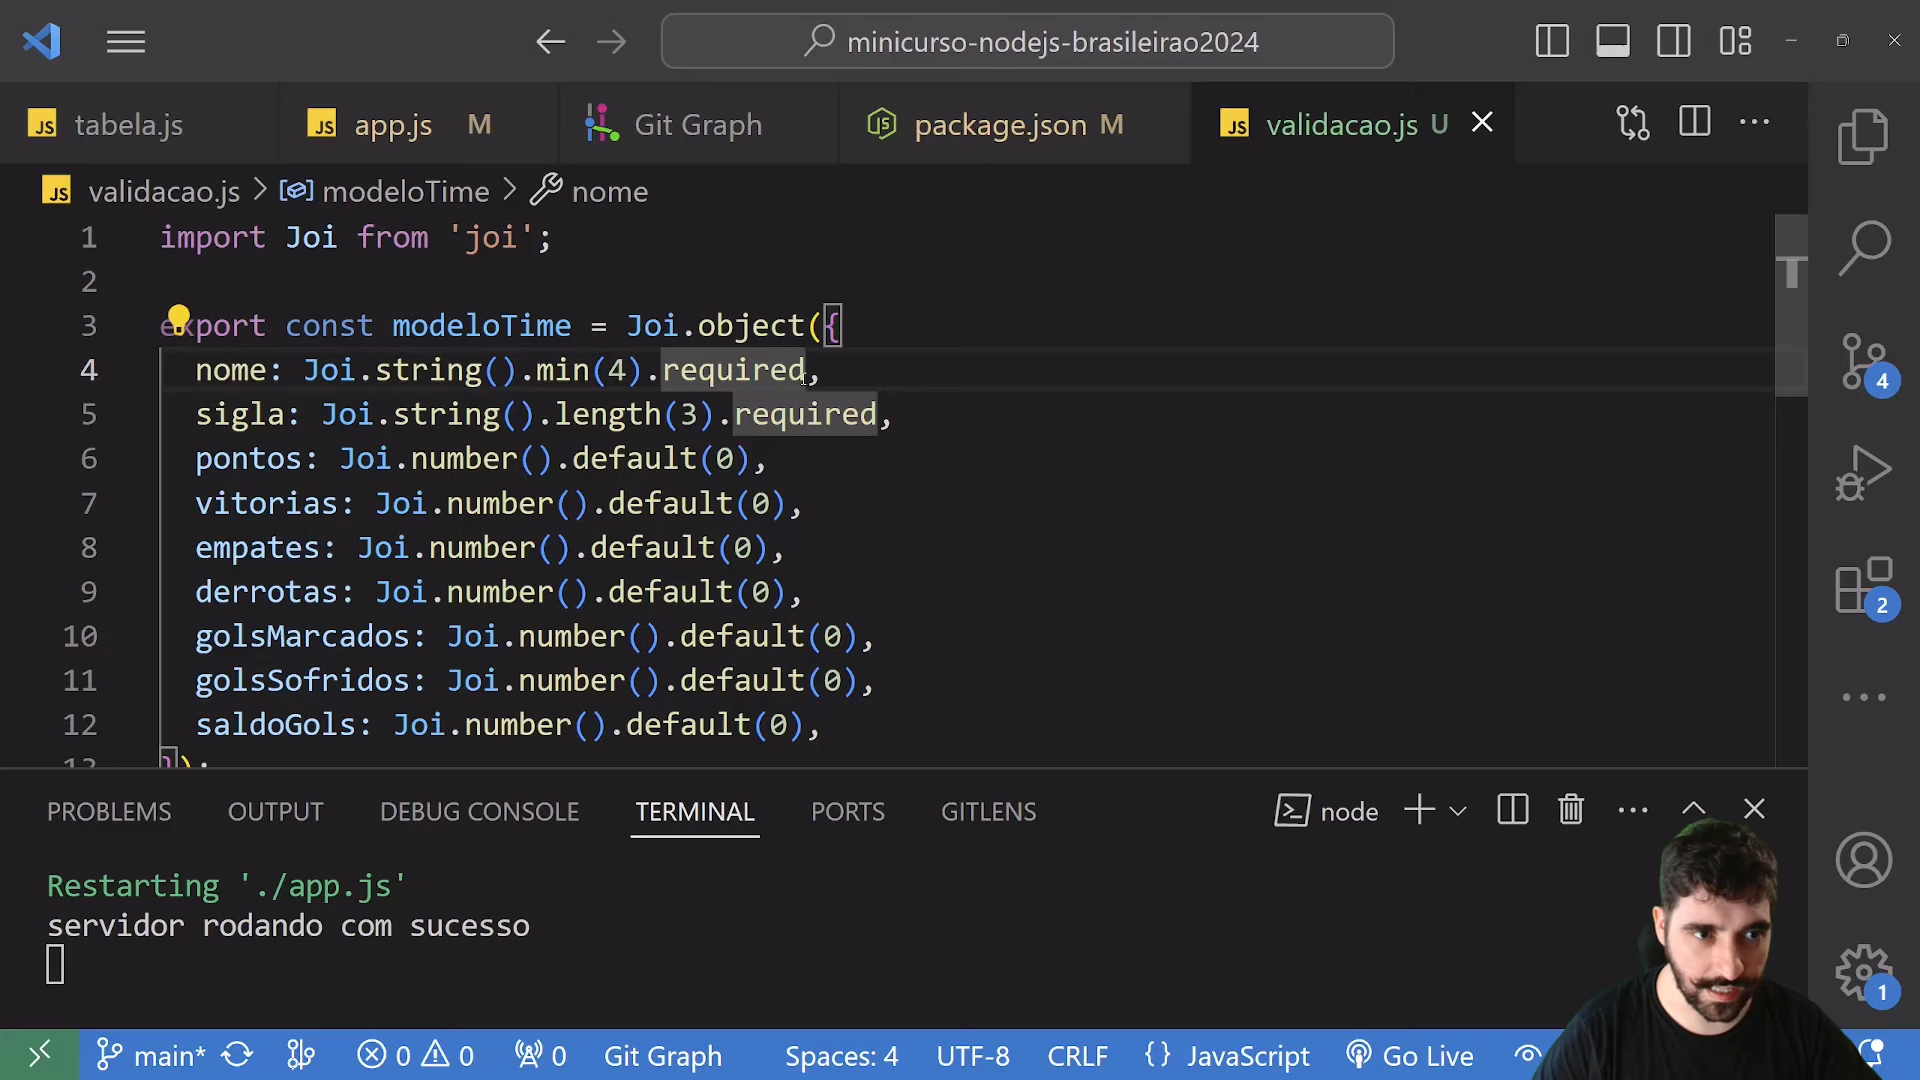 minicurso-nodejs-brasileirao2024
JS tabela.js
JS app.js M
Git Graph
JS package.json M
JS validacao.js U
JS validacao.js > modeloTime > nome
1 import Joi from 'joi';
2
3 export const modeloTime = Joi.object({
4 nome: Joi.string().min(4).required,
5 sigla: Joi.string().length(3).required,
6 pontos: Joi.number().default(0),
7 vitorias: Joi.number().default(0),
8 empates: Joi.number().default(0),
9 derrotas: Joi.number().default(0),
10 golsMarcados: Joi.number().default(0),
11 golsSofridos: Joi.number().default(0),
12 saldoGols: Joi.number().default(0),
13 });
4
2
PROBLEMS OUTPUT DEBUG CONSOLE TERMINAL PORTS GITLENS
node
Restarting './app.js'
servidor rodando com sucesso
1
main* 0 0 0 Git Graph Spaces: 4 UTF-8 CRLF {} JavaScript Go Live